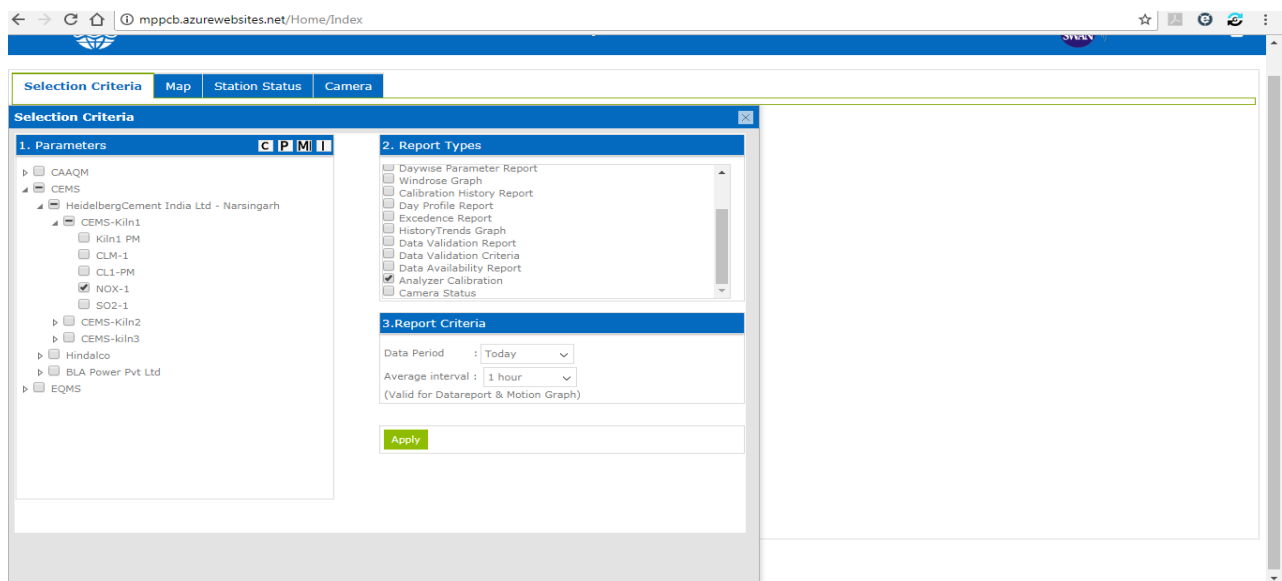 mppcb.azurewebsites.net/Home/Index
SWAN
Selection Criteria Map Station Status Camera
Selection Criteria
1. Parameters C P M I
CAAQM
CEMS
HeidelbergCement India Ltd - Narsingarh
CEMS-Kiln1
Kiln1 PM
CLM-1
CL1-PM
NOX-1
SO2-1
CEMS-Kiln2
CEMS-kiln3
Hindalco
BLA Power Pvt Ltd
EQMS
2. Report Types
Daywise Parameter Report
Windrose Graph
Calibration History Report
Day Profile Report
Excedence Report
HistoryTrends Graph
Data Validation Report
Data Validation Criteria
Data Availability Report
Analyzer Calibration
Camera Status
3.Report Criteria
Data Period : Today
Average interval : 1 hour
(Valid for Datareport & Motion Graph)
Apply